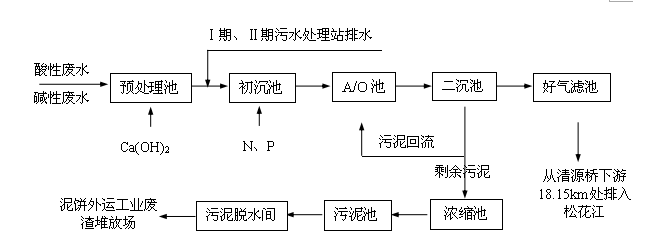 Ⅰ期、Ⅱ期污水处理站排水
酸性废水
碱性废水
预处理池
初沉池
A/O 池
二沉池
好气滤池
Ca(OH)₂
N、P
污泥回流
剩余污泥
从清源桥下游
18.15km处排入
松花江
泥饼外运工业废
渣堆放场
污泥脱水间
污泥池
浓缩池